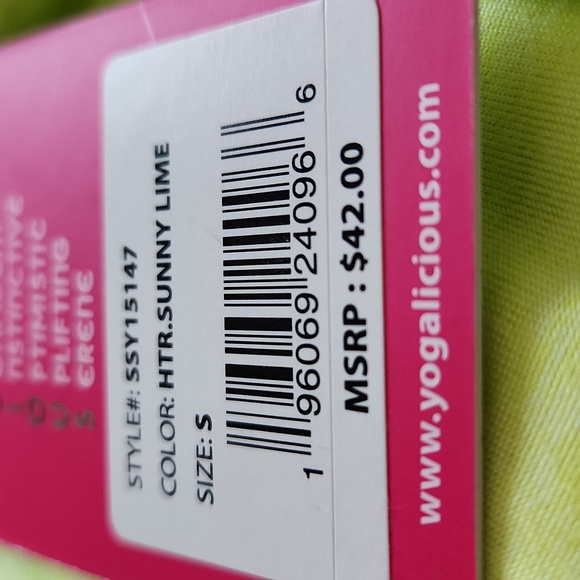 STYLE#: SSY15147
COLOR: HTR.SUNNY LIME
SIZE: S
1 96069 24096 6
MSRP : $42.00
www.yogalicious.com
PLIFTING
ERENE